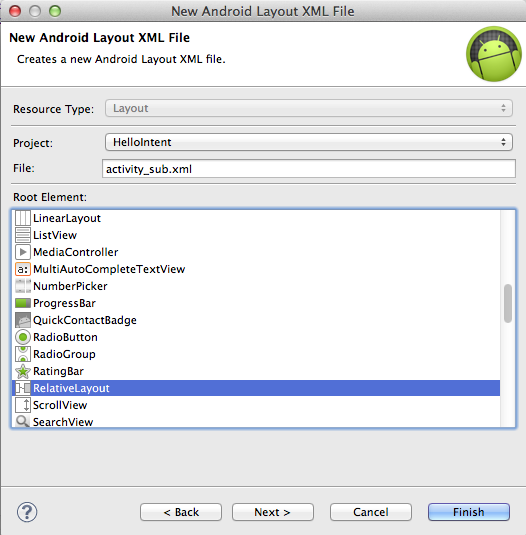 New Android Layout XML File
New Android Layout XML File
Creates a new Android Layout XML file.
Resource Type: Layout
Project: HelloIntent
File: activity_sub.xml
Root Element:
LinearLayout
ListView
MediaController
a: MultiAutoCompleteTextView
NumberPicker
ProgressBar
QuickContactBadge
RadioButton
RadioGroup
RatingBar
RelativeLayout
ScrollView
SearchView
? < Back Next > Cancel Finish